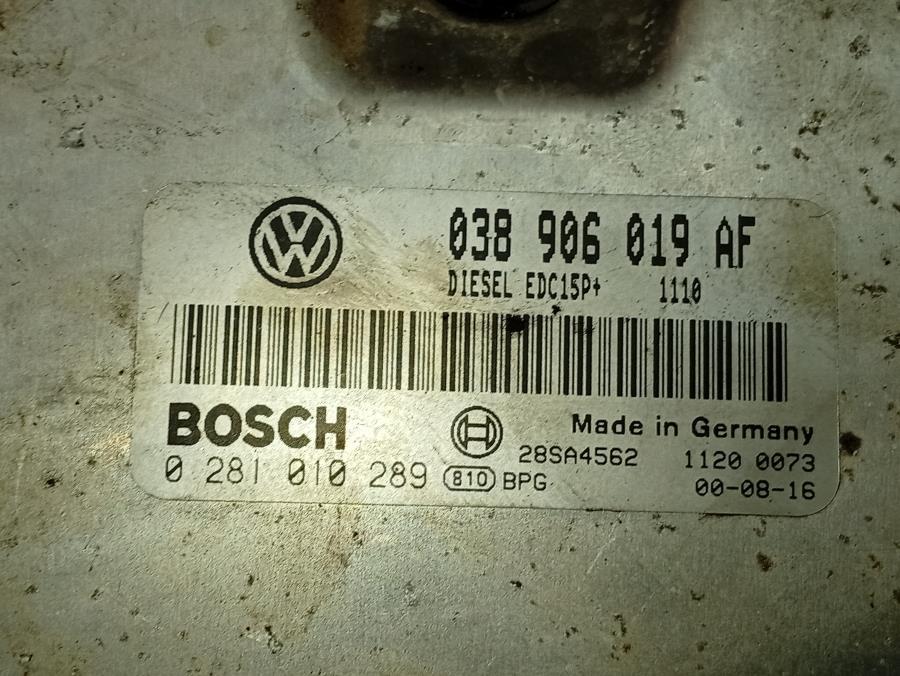 038 906 019 AF
DIESEL EDC15P+ 1110
BOSCH
Made in Germany
28SA4562 1120 0073
0 281 010 289 810 BPG 00-08-16